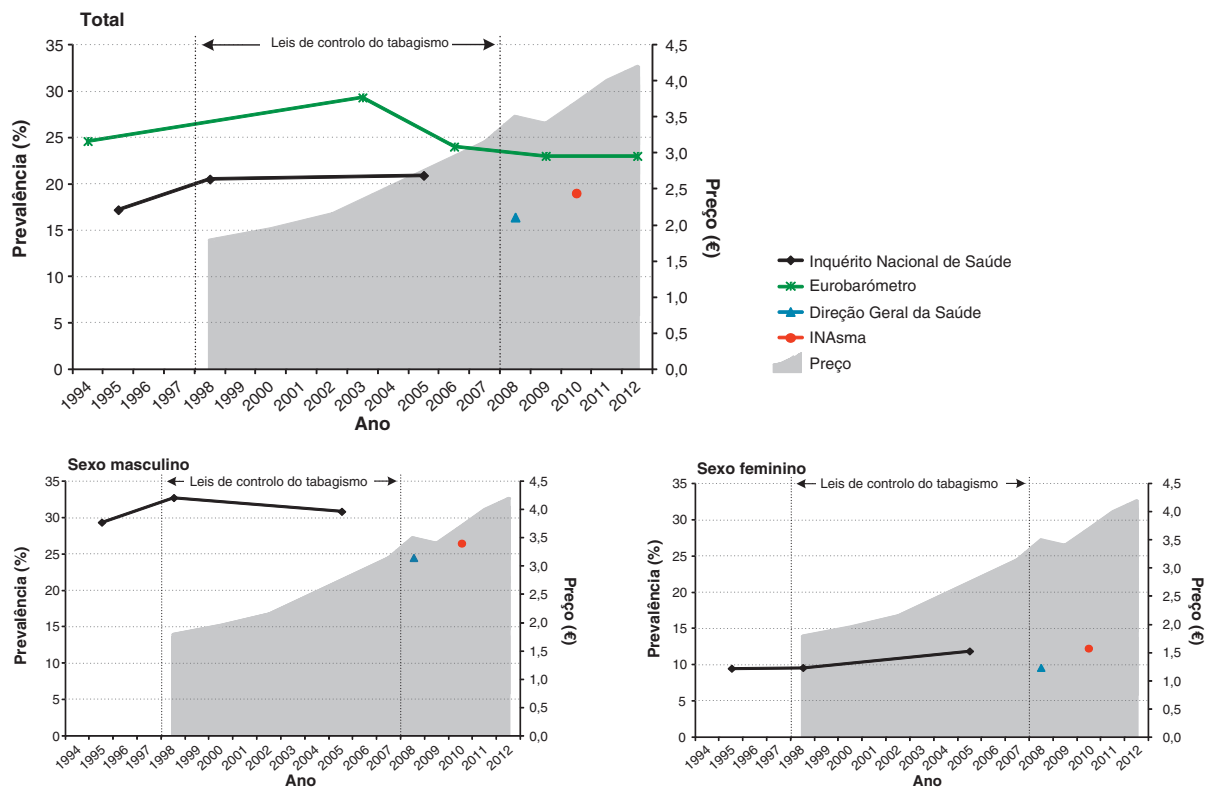 Total
Leis de controlo do tabagismo
35
30
25
20
15
10
5
0
4,5
4,0
3,5
3,0
2,5
2,0
1,5
1,0
0,5
0,0
Prevalência (%)
Preço (€)
1994 1995 1996 1997 1998 1999 2000 2001 2002 2003 2004 2005 2006 2007 2008 2009 2010 2011 2012
Ano
Inquérito Nacional de Saúde
Eurobarómetro
Direção Geral da Saúde
INAsma
Preço
Sexo masculino
Leis de controlo do tabagismo
35
30
25
20
15
10
5
0
4,5
4,0
3,5
3,0
2,5
2,0
1,5
1,0
0,5
0,0
Prevalência (%)
Preço (€)
1994 1995 1996 1997 1998 1999 2000 2001 2002 2003 2004 2005 2006 2007 2008 2009 2010 2011 2012
Ano
Sexo feminino
Leis de controlo do tabagismo
35
30
25
20
15
10
5
0
4,5
4,0
3,5
3,0
2,5
2,0
1,5
1,0
0,5
0,0
Prevalência (%)
Preço (€)
1994 1995 1996 1997 1998 1999 2000 2001 2002 2003 2004 2005 2006 2007 2008 2009 2010 2011 2012
Ano